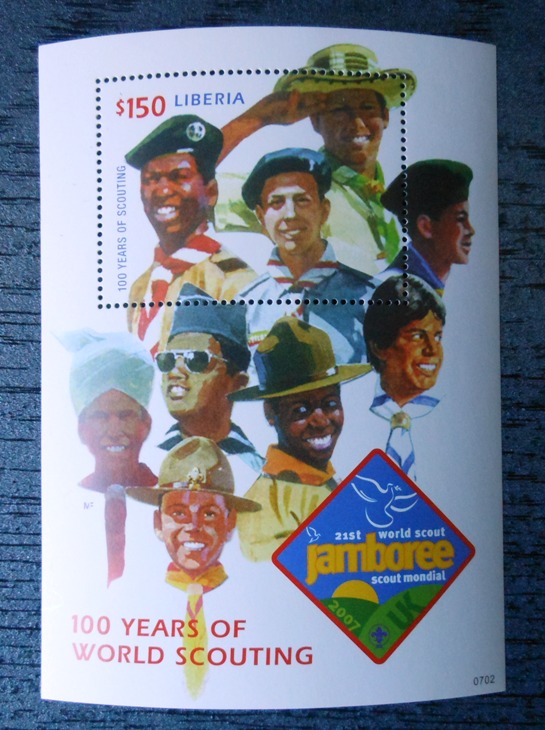 $150 LIBERIA
100 YEARS OF SCOUTING
21st world scout
jamboree
scout mondial
2007
UK
100 YEARS OF
WORLD SCOUTING
0702